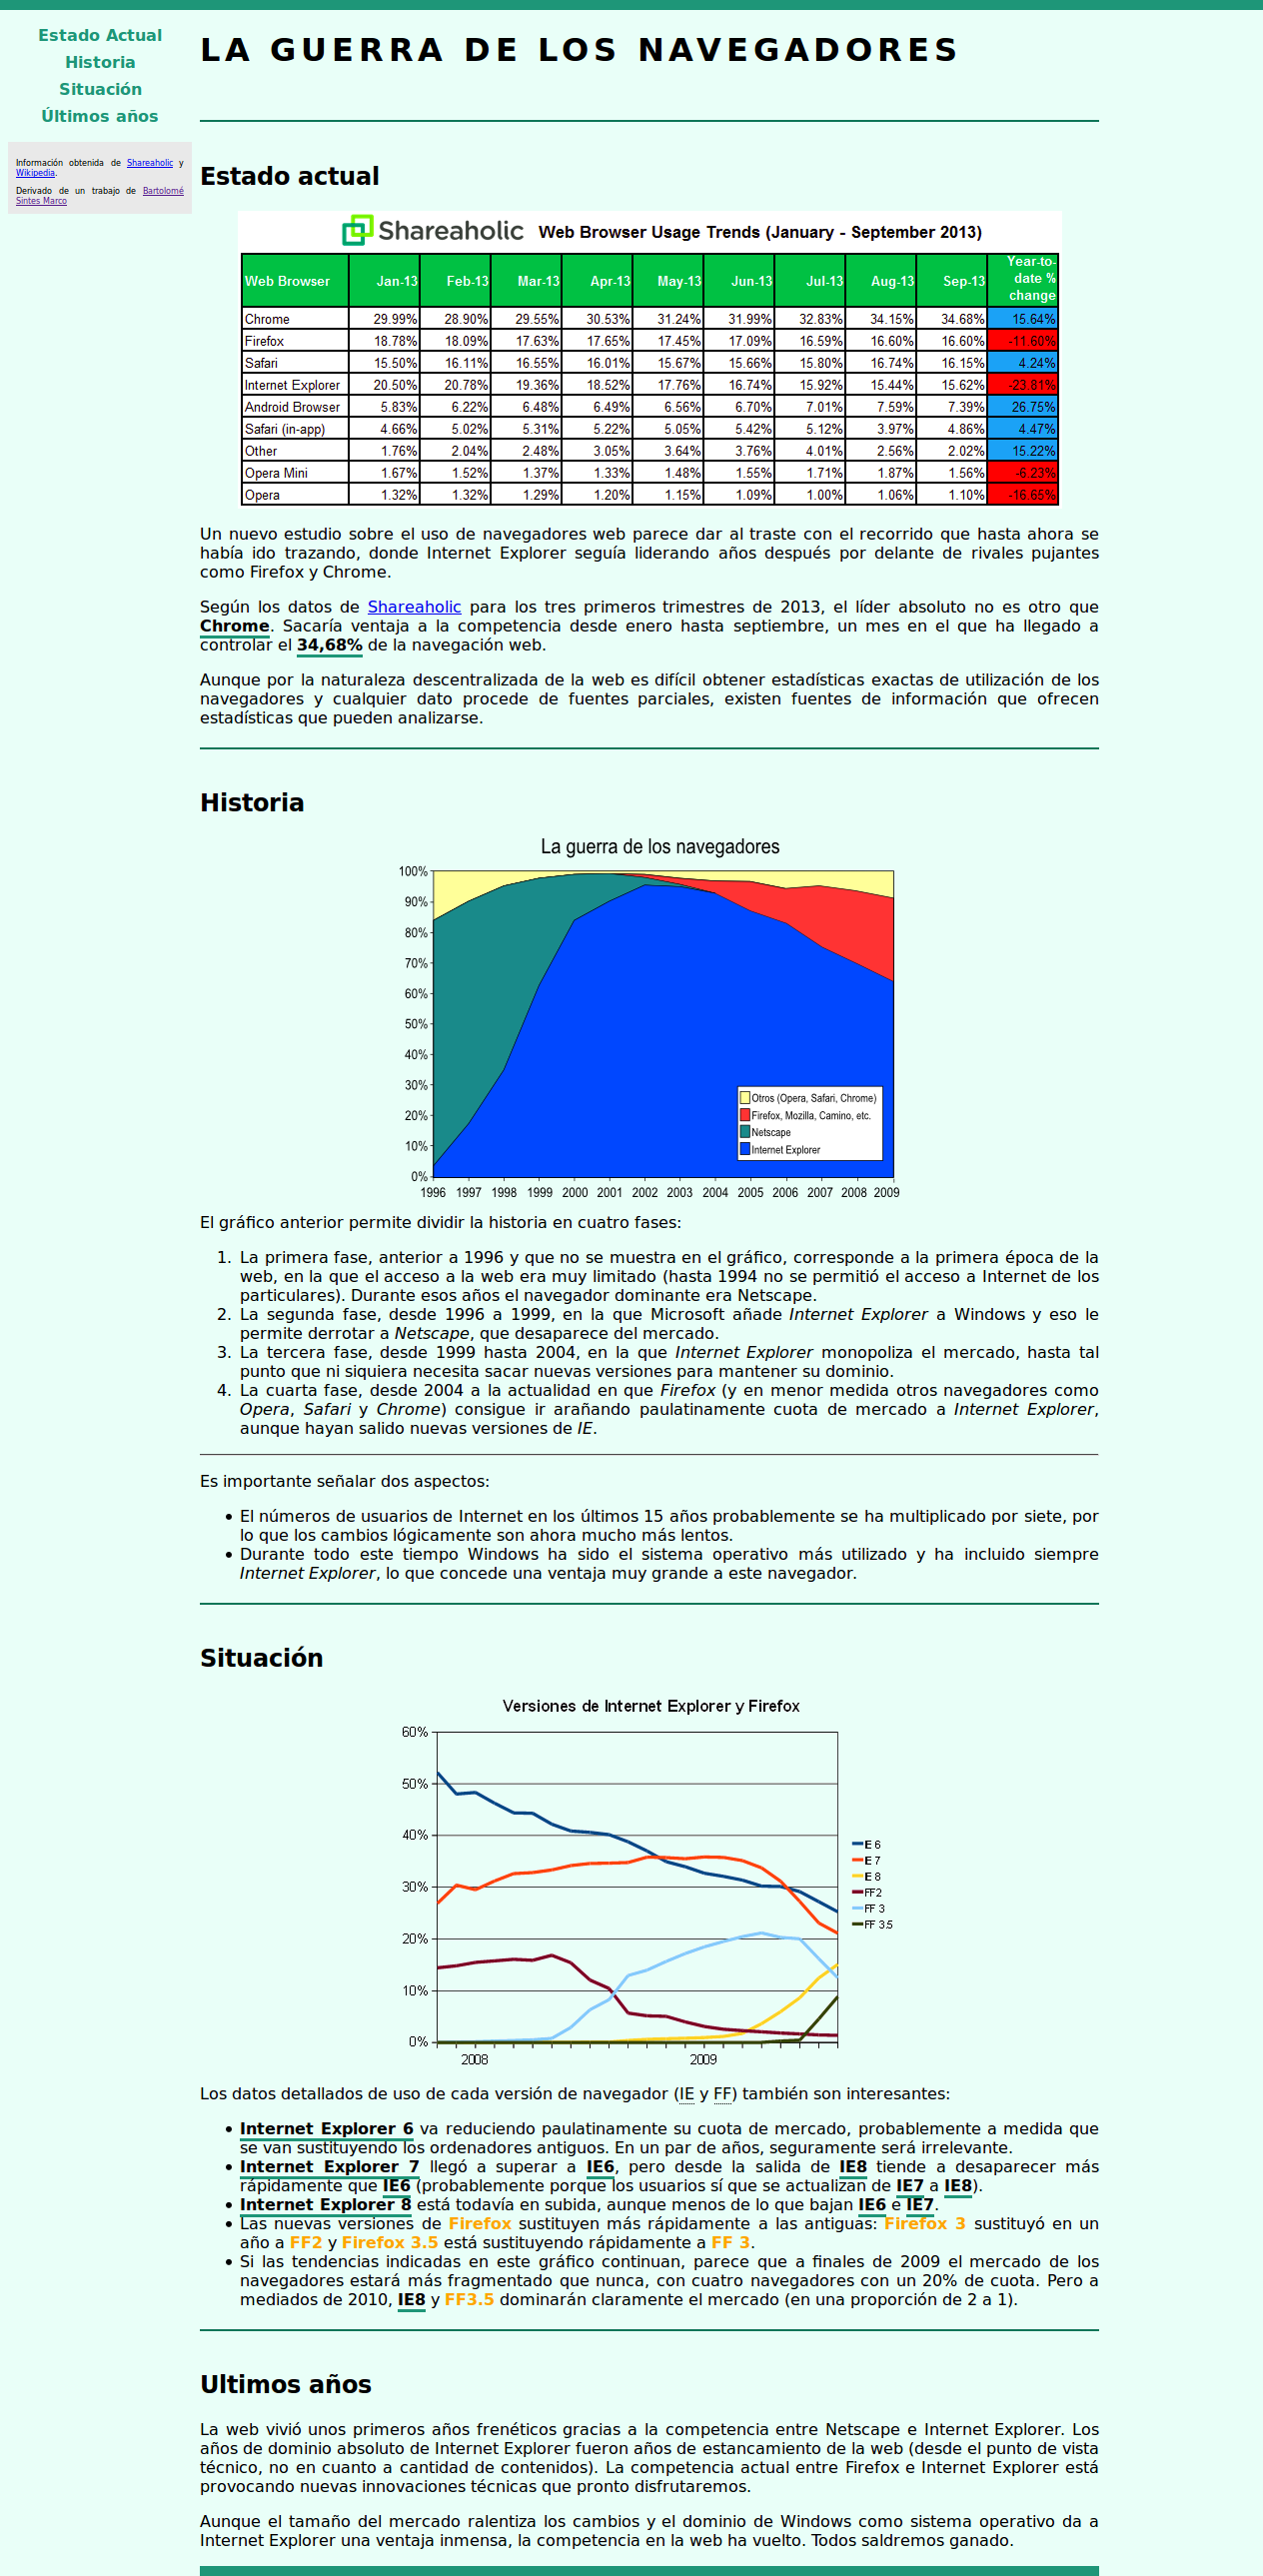 Estado Actual
Historia
Situación
Últimos años
Información obtenida de Shareaholic y
Wikipedia.
Derivado de un trabajo de Bartolomé
Sintes Marco
LA GUERRA DE LOS NAVEGADORES
Estado actual
Shareaholic Web Browser Usage Trends (January - September 2013)
Web Browser Jan-13 Feb-13 Mar-13 Apr-13 May-13 Jun-13 Jul-13 Aug-13 Sep-13 Year-to-
date %
change
Chrome 29.99% 28.90% 29.55% 30.53% 31.24% 31.99% 32.83% 34.15% 34.68% 15.64%
Firefox 18.78% 18.09% 17.63% 17.65% 17.45% 17.09% 16.59% 16.60% 16.60% -11.60%
Safari 15.50% 16.11% 16.55% 16.01% 15.67% 15.66% 15.80% 16.74% 16.15% 4.24%
Internet Explorer 20.50% 20.78% 19.36% 18.52% 17.76% 16.74% 15.92% 15.44% 15.62% -23.81%
Android Browser 5.83% 6.22% 6.48% 6.49% 6.56% 6.70% 7.01% 7.59% 7.39% 26.75%
Safari (in-app) 4.66% 5.02% 5.31% 5.22% 5.05% 5.42% 5.12% 3.97% 4.86% 4.47%
Other 1.76% 2.04% 2.48% 3.05% 3.64% 3.76% 4.01% 2.56% 2.02% 15.22%
Opera Mini 1.67% 1.52% 1.37% 1.33% 1.48% 1.55% 1.71% 1.87% 1.56% -6.23%
Opera 1.32% 1.32% 1.29% 1.20% 1.15% 1.09% 1.00% 1.06% 1.10% -16.65%
Un nuevo estudio sobre el uso de navegadores web parece dar al traste con el recorrido que hasta ahora se
había ido trazando, donde Internet Explorer seguía liderando años después por delante de rivales pujantes
como Firefox y Chrome.
Según los datos de Shareaholic para los tres primeros trimestres de 2013, el líder absoluto no es otro que
Chrome. Sacaría ventaja a la competencia desde enero hasta septiembre, un mes en el que ha llegado a
controlar el 34,68% de la navegación web.
Aunque por la naturaleza descentralizada de la web es difícil obtener estadísticas exactas de utilización de los
navegadores y cualquier dato procede de fuentes parciales, existen fuentes de información que ofrecen
estadísticas que pueden analizarse.
Historia
La guerra de los navegadores
100%
90%
80%
70%
60%
50%
40%
30%
20%
10%
0%
Otros (Opera, Safari, Chrome)
Firefox, Mozilla, Camino, etc.
Netscape
Internet Explorer
1996 1997 1998 1999 2000 2001 2002 2003 2004 2005 2006 2007 2008 2009
El gráfico anterior permite dividir la historia en cuatro fases:
1. La primera fase, anterior a 1996 y que no se muestra en el gráfico, corresponde a la primera época de la
web, en la que el acceso a la web era muy limitado (hasta 1994 no se permitió el acceso a Internet de los
particulares). Durante esos años el navegador dominante era Netscape.
2. La segunda fase, desde 1996 a 1999, en la que Microsoft añade Internet Explorer a Windows y eso le
permite derrotar a Netscape, que desaparece del mercado.
3. La tercera fase, desde 1999 hasta 2004, en la que Internet Explorer monopoliza el mercado, hasta tal
punto que ni siquiera necesita sacar nuevas versiones para mantener su dominio.
4. La cuarta fase, desde 2004 a la actualidad en que Firefox (y en menor medida otros navegadores como
Opera, Safari y Chrome) consigue ir arañando paulatinamente cuota de mercado a Internet Explorer,
aunque hayan salido nuevas versiones de IE.
Es importante señalar dos aspectos:
• El números de usuarios de Internet en los últimos 15 años probablemente se ha multiplicado por siete, por
lo que los cambios lógicamente son ahora mucho más lentos.
• Durante todo este tiempo Windows ha sido el sistema operativo más utilizado y ha incluido siempre
Internet Explorer, lo que concede una ventaja muy grande a este navegador.
Situación
Versiones de Internet Explorer y Firefox
60%
50%
40%
30%
20%
10%
0%
IE 6
IE 7
IE 8
FF2
FF 3
FF 3.5
2008 2009
Los datos detallados de uso de cada versión de navegador (IE y FF) también son interesantes:
• Internet Explorer 6 va reduciendo paulatinamente su cuota de mercado, probablemente a medida que
se van sustituyendo los ordenadores antiguos. En un par de años, seguramente será irrelevante.
• Internet Explorer 7 llegó a superar a IE6, pero desde la salida de IE8 tiende a desaparecer más
rápidamente que IE6 (probablemente porque los usuarios sí que se actualizan de IE7 a IE8).
• Internet Explorer 8 está todavía en subida, aunque menos de lo que bajan IE6 e IE7.
• Las nuevas versiones de Firefox sustituyen más rápidamente a las antiguas: Firefox 3 sustituyó en un
año a FF2 y Firefox 3.5 está sustituyendo rápidamente a FF 3.
• Si las tendencias indicadas en este gráfico continuan, parece que a finales de 2009 el mercado de los
navegadores estará más fragmentado que nunca, con cuatro navegadores con un 20% de cuota. Pero a
mediados de 2010, IE8 y FF3.5 dominarán claramente el mercado (en una proporción de 2 a 1).
Ultimos años
La web vivió unos primeros años frenéticos gracias a la competencia entre Netscape e Internet Explorer. Los
años de dominio absoluto de Internet Explorer fueron años de estancamiento de la web (desde el punto de vista
técnico, no en cuanto a cantidad de contenidos). La competencia actual entre Firefox e Internet Explorer está
provocando nuevas innovaciones técnicas que pronto disfrutaremos.
Aunque el tamaño del mercado ralentiza los cambios y el dominio de Windows como sistema operativo da a
Internet Explorer una ventaja inmensa, la competencia en la web ha vuelto. Todos saldremos ganado.